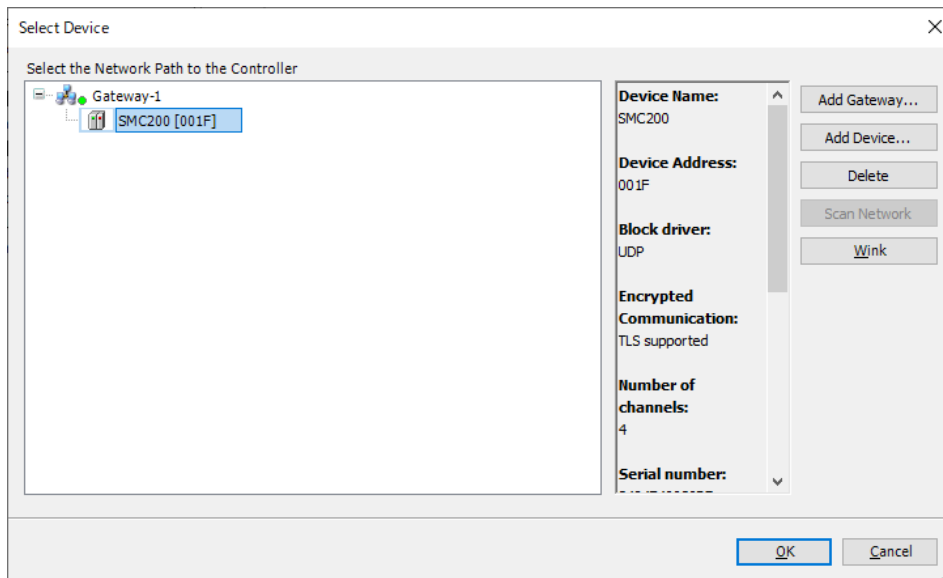 Select Device
Select the Network Path to the Controller
Gateway-1
SMC200 [001F]
Device Name:
SMC200
Device Address:
001F
Block driver:
UDP
Encrypted
Communication:
TLS supported
Number of
channels:
4
Serial number:
Add Gateway...
Add Device...
Delete
Scan Network
Wink
OK
Cancel